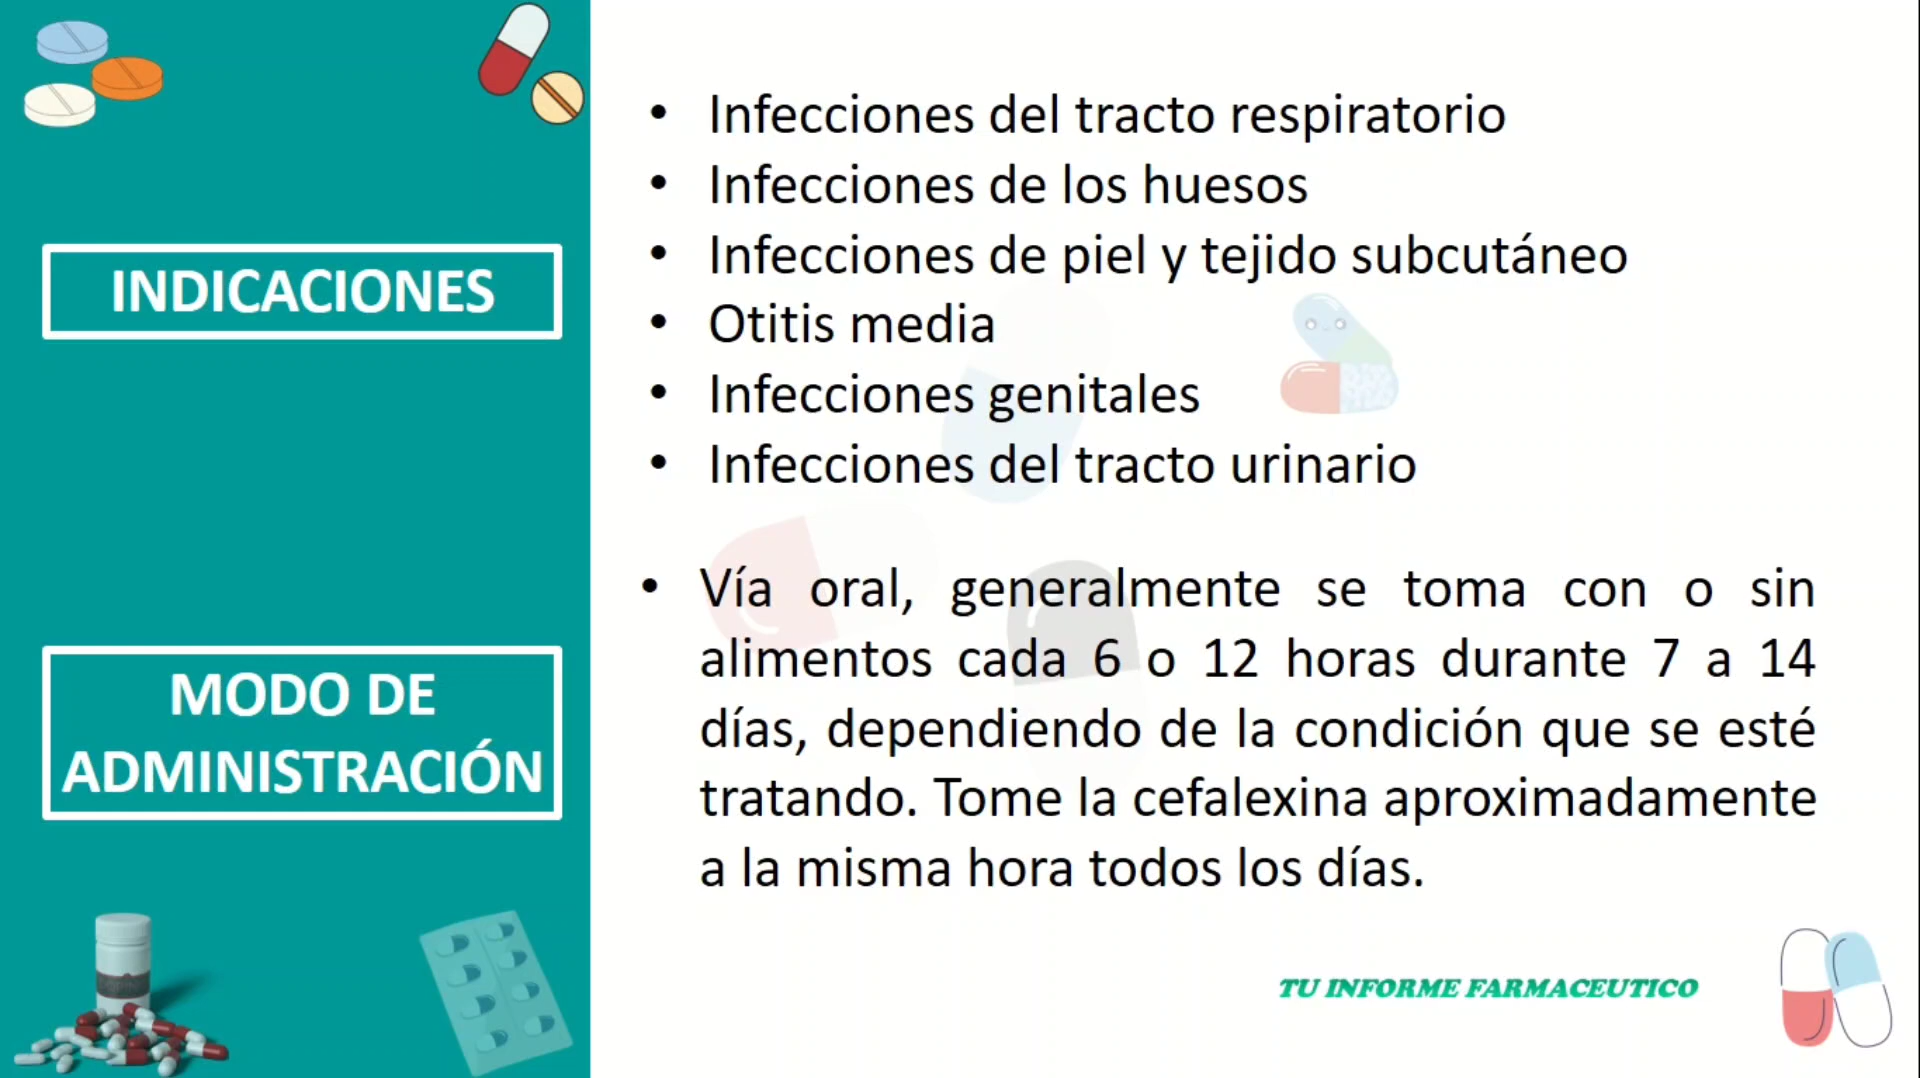 INDICACIONES
• Infecciones del tracto respiratorio
• Infecciones de los huesos
• Infecciones de piel y tejido subcutáneo
• Otitis media
• Infecciones genitales
• Infecciones del tracto urinario
MODO DE
ADMINISTRACIÓN
• Vía oral, generalmente se toma con o sin
alimentos cada 6 o 12 horas durante 7 a 14
días, dependiendo de la condición que se esté
tratando. Tome la cefalexina aproximadamente
a la misma hora todos los días.
TU INFORME FARMACEUTICO